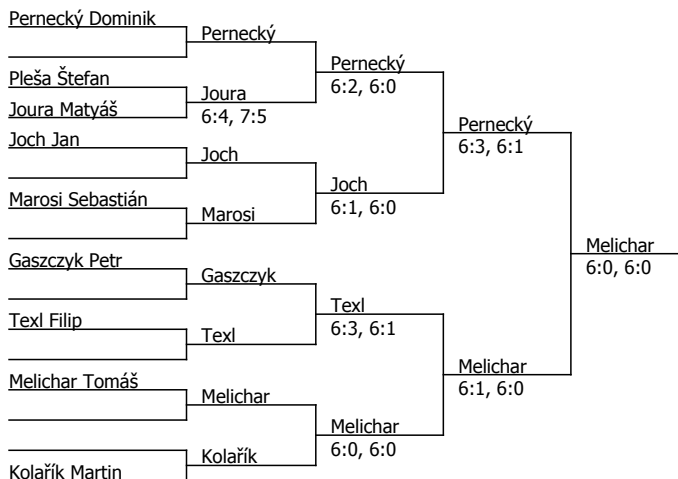 Pernecký Dominik
Pleša Štefan
Joura Matyáš
Joch Jan
Marosi Sebastián
Gaszczyk Petr
Texl Filip
Melichar Tomáš
Kolařík Martin
Pernecký
Joura
6:4, 7:5
Joch
Marosi
Gaszczyk
Texl
Melichar
Kolařík
Pernecký
6:2, 6:0
Joch
6:1, 6:0
Texl
6:3, 6:1
Melichar
6:0, 6:0
Pernecký
6:3, 6:1
Melichar
6:1, 6:0
Melichar
6:0, 6:0